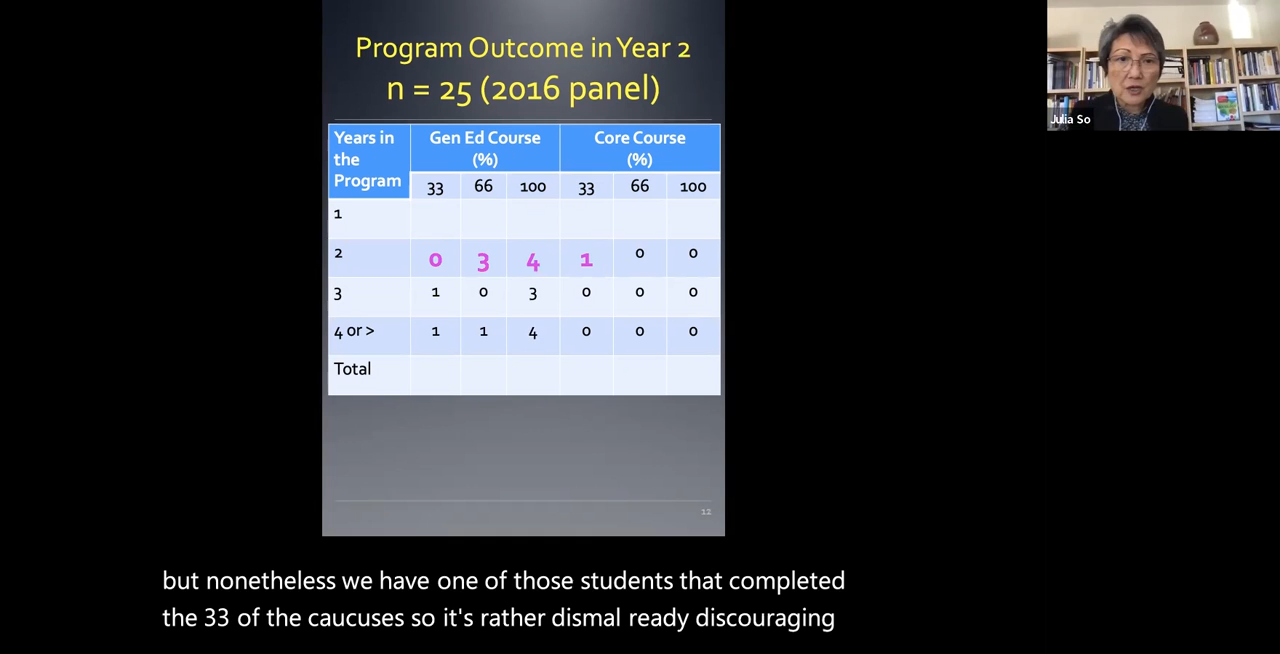 Program Outcome in Year 2
n = 25 (2016 panel)
Years in the Program Gen Ed Course (%) Core Course (%)
33 66 100 33 66 100
1
2 0 3 4 1 0 0
3 1 0 3 0 0 0
4 or > 1 1 4 0 0 0
Total
12
Julia So
but nonetheless we have one of those students that completed
the 33 of the caucuses so it's rather dismal ready discouraging